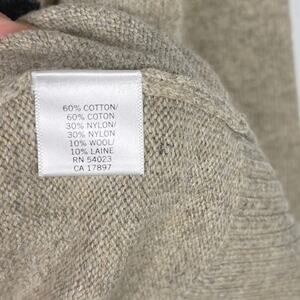 60% COTTON/
60% COTON
30% NYLON/
30% NYLON
10% WOOL/
10% LAINE
RN 54023
CA 17897